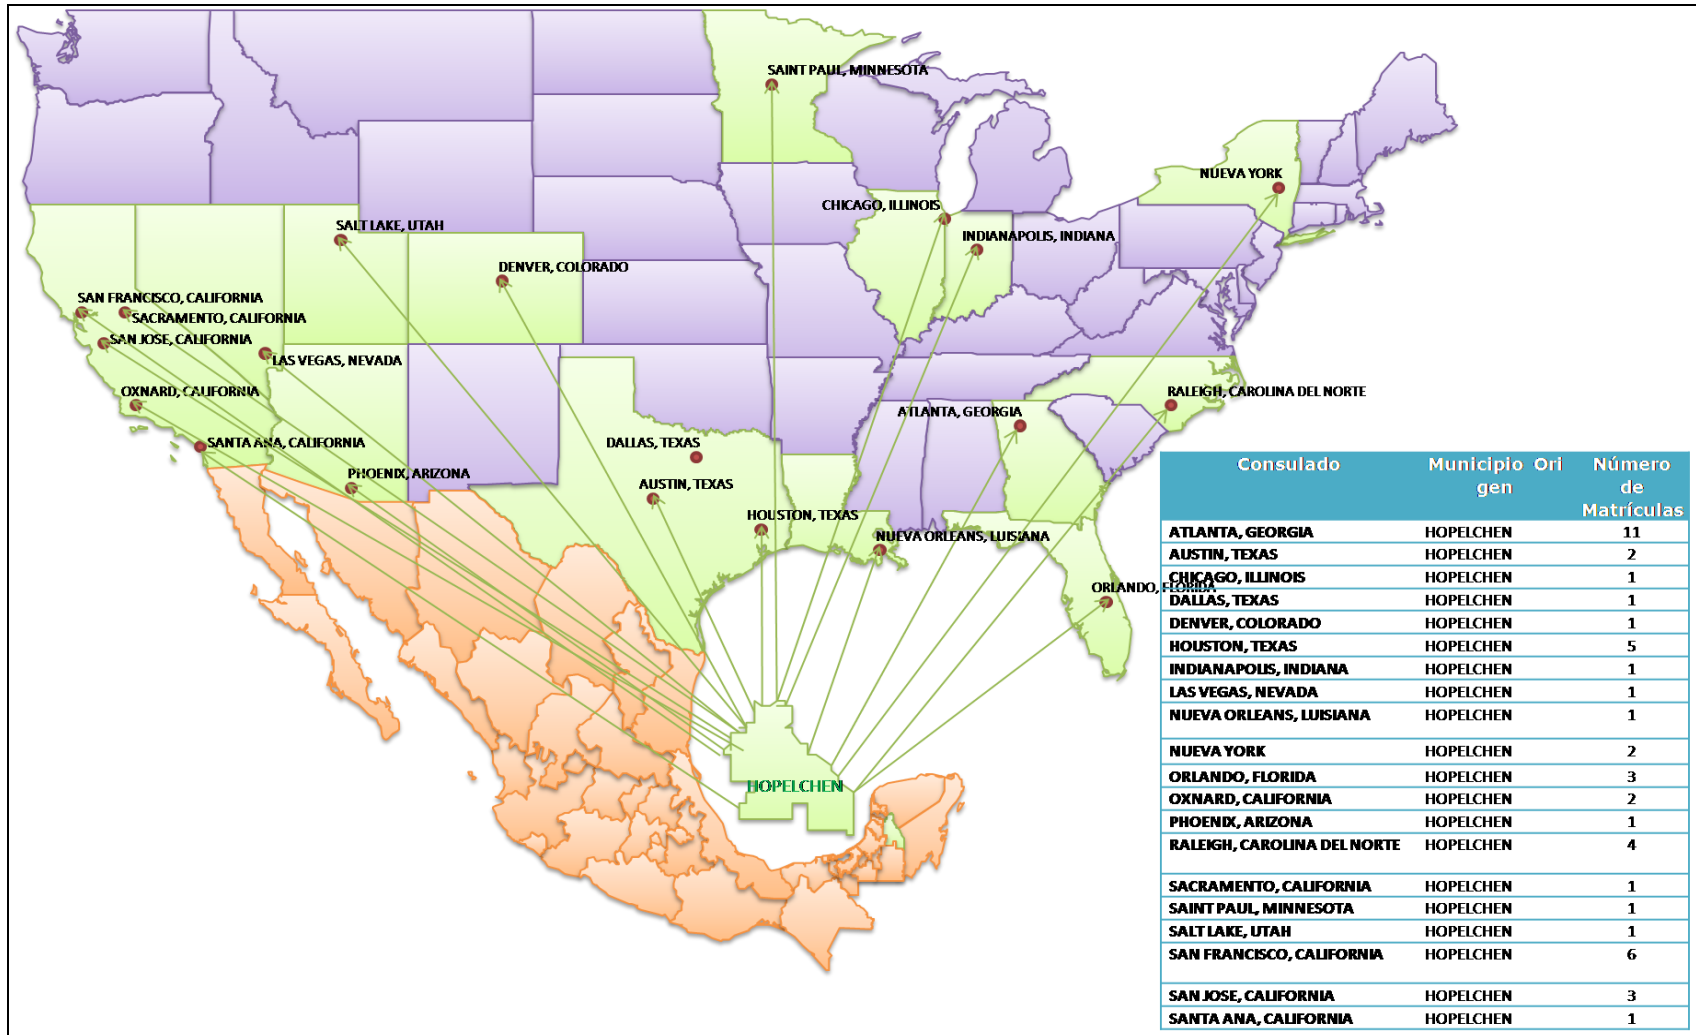 SAINT PAUL, MINNESOTA
NUEVA YORK
CHICAGO, ILLINOIS
SALT LAKE, UTAH
INDIANAPOLIS, INDIANA
DENVER, COLORADO
SAN FRANCISCO, CALIFORNIA
SACRAMENTO, CALIFORNIA
SAN JOSE, CALIFORNIA
LAS VEGAS, NEVADA
OXNARD, CALIFORNIA
RALEIGH, CAROLINA DEL NORTE
ATLANTA, GEORGIA
SANTA ANA, CALIFORNIA
DALLAS, TEXAS
PHOENIX, ARIZONA
AUSTIN, TEXAS
HOUSTON, TEXAS
NUEVA ORLEANS, LUISIANA
ORLANDO, FLORIDA
HOPELCHEN
Consulado Municipio Ori Número
gen de
Matrículas
ATLANTA, GEORGIA HOPELCHEN 11
AUSTIN, TEXAS HOPELCHEN 2
CHICAGO, ILLINOIS HOPELCHEN 1
DALLAS, TEXAS HOPELCHEN 1
DENVER, COLORADO HOPELCHEN 1
HOUSTON, TEXAS HOPELCHEN 5
INDIANAPOLIS, INDIANA HOPELCHEN 1
LAS VEGAS, NEVADA HOPELCHEN 1
NUEVA ORLEANS, LUISIANA HOPELCHEN 1
NUEVA YORK HOPELCHEN 2
ORLANDO, FLORIDA HOPELCHEN 3
OXNARD, CALIFORNIA HOPELCHEN 2
PHOENIX, ARIZONA HOPELCHEN 1
RALEIGH, CAROLINA DEL NORTE HOPELCHEN 4
SACRAMENTO, CALIFORNIA HOPELCHEN 1
SAINT PAUL, MINNESOTA HOPELCHEN 1
SALT LAKE, UTAH HOPELCHEN 1
SAN FRANCISCO, CALIFORNIA HOPELCHEN 6
SAN JOSE, CALIFORNIA HOPELCHEN 3
SANTA ANA, CALIFORNIA HOPELCHEN 1